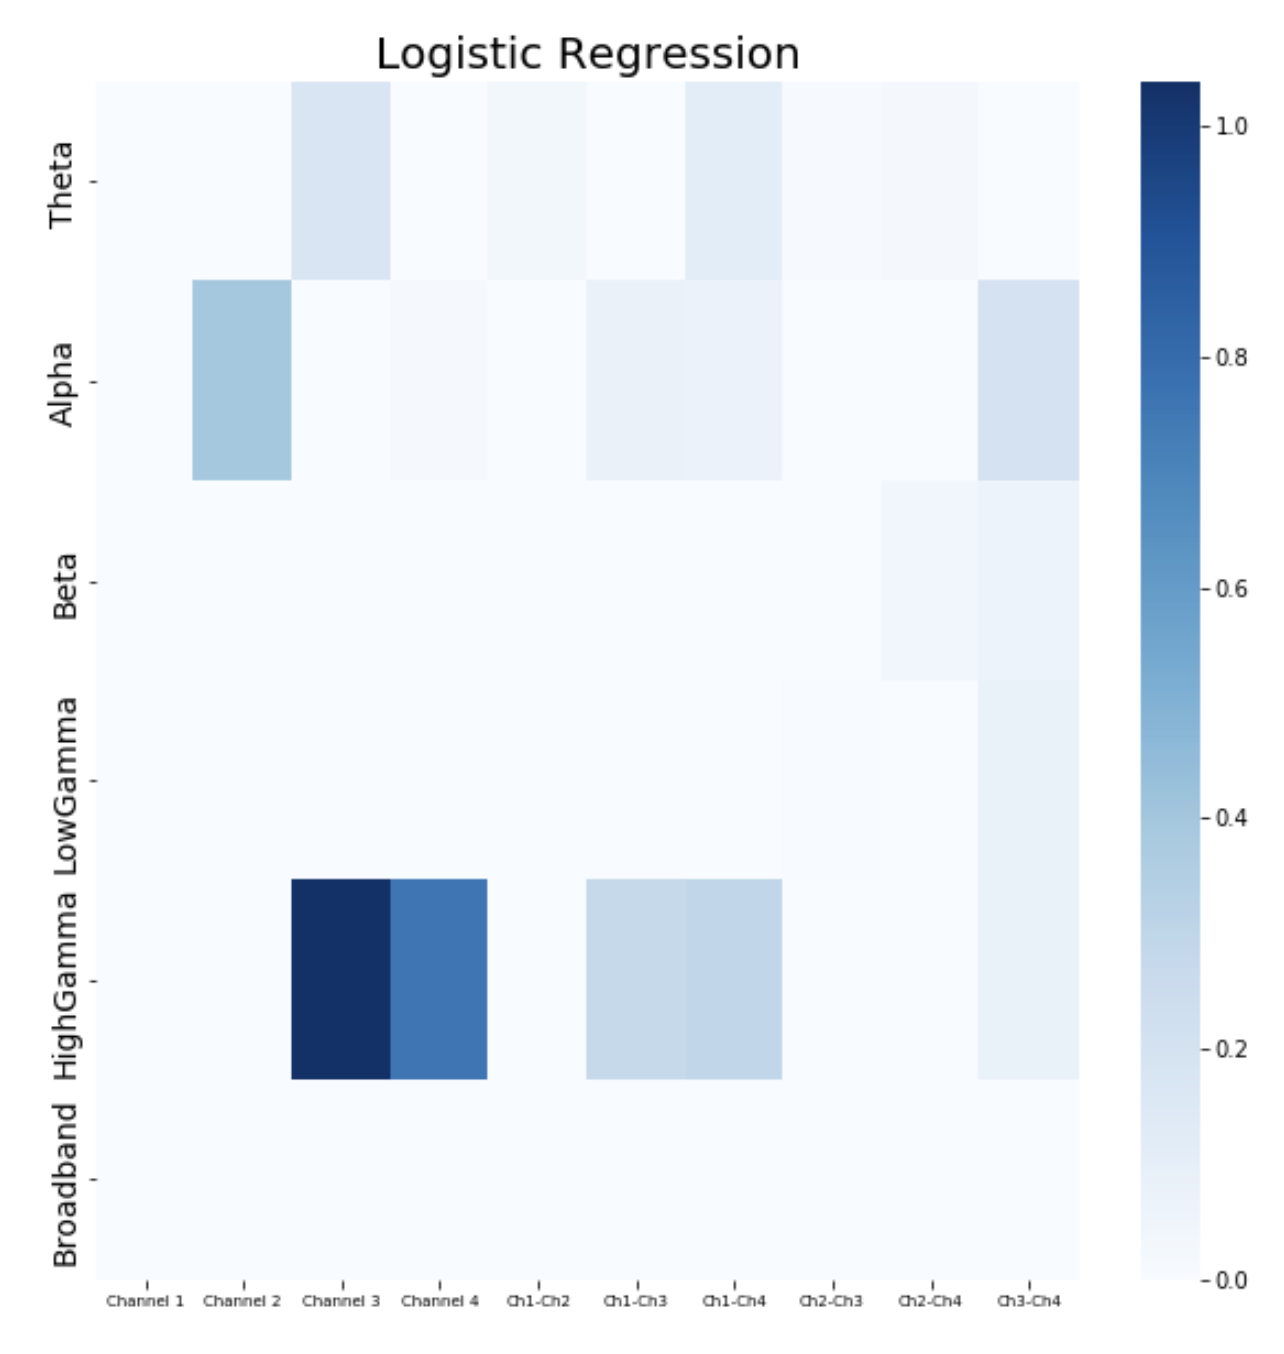 Logistic Regression
Theta
Alpha
Beta
LowGamma
HighGamma
Broadband
Channel 1
Channel 2
Channel 3
Channel 4
Ch1-Ch2
Ch1-Ch3
Ch1-Ch4
Ch2-Ch3
Ch2-Ch4
Ch3-Ch4
1.0
0.8
0.6
0.4
0.2
0.0